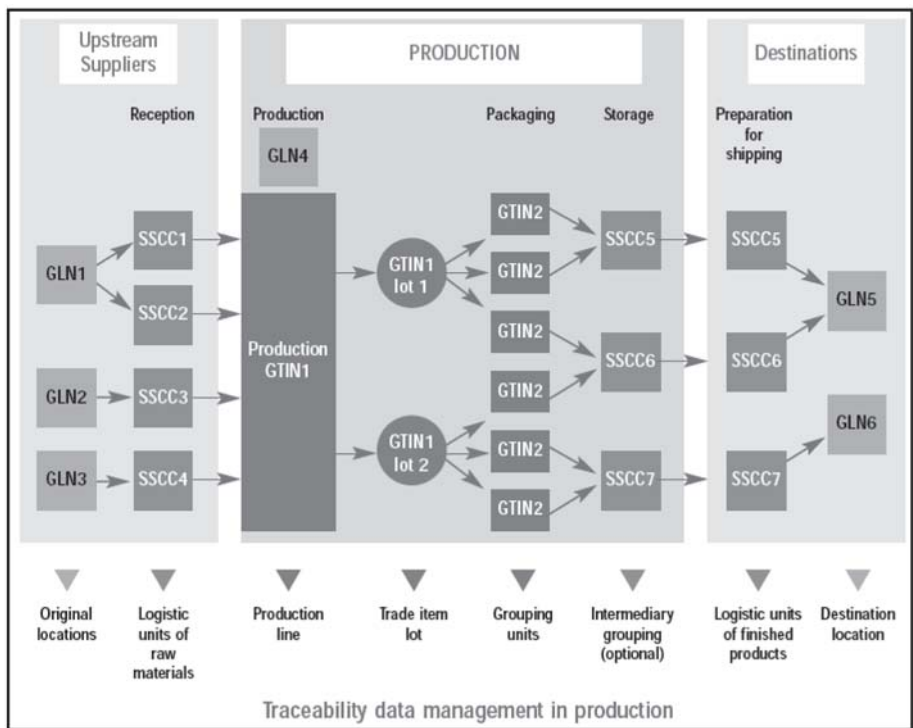 Upstream
Suppliers
PRODUCTION
Destinations
Reception
Production
Packaging
Storage
Preparation
for
shipping
GLN4
GLN1
SSCC1
SSCC2
GLN2
SSCC3
GLN3
SSCC4
Production
GTIN1
GTIN1
lot 1
GTIN1
lot 2
GTIN2
GTIN2
GTIN2
GTIN2
GTIN2
GTIN2
SSCC5
SSCC6
SSCC7
SSCC5
SSCC6
SSCC7
GLN5
GLN6
Original
locations
Logistic
units of
raw
materials
Production
line
Trade item
lot
Grouping
units
Intermediary
grouping
(optional)
Logistic units
of finished
products
Destination
location
Traceability data management in production